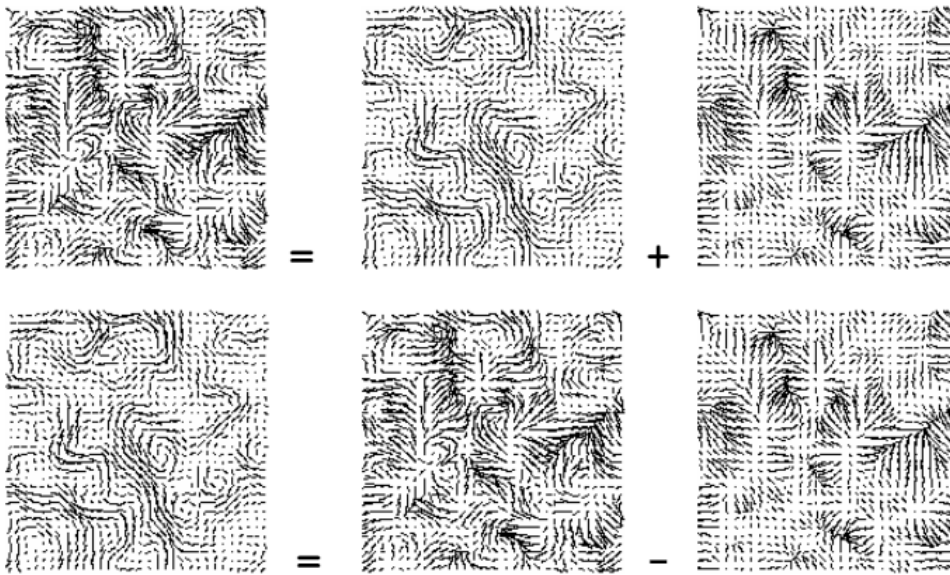 = +
= -